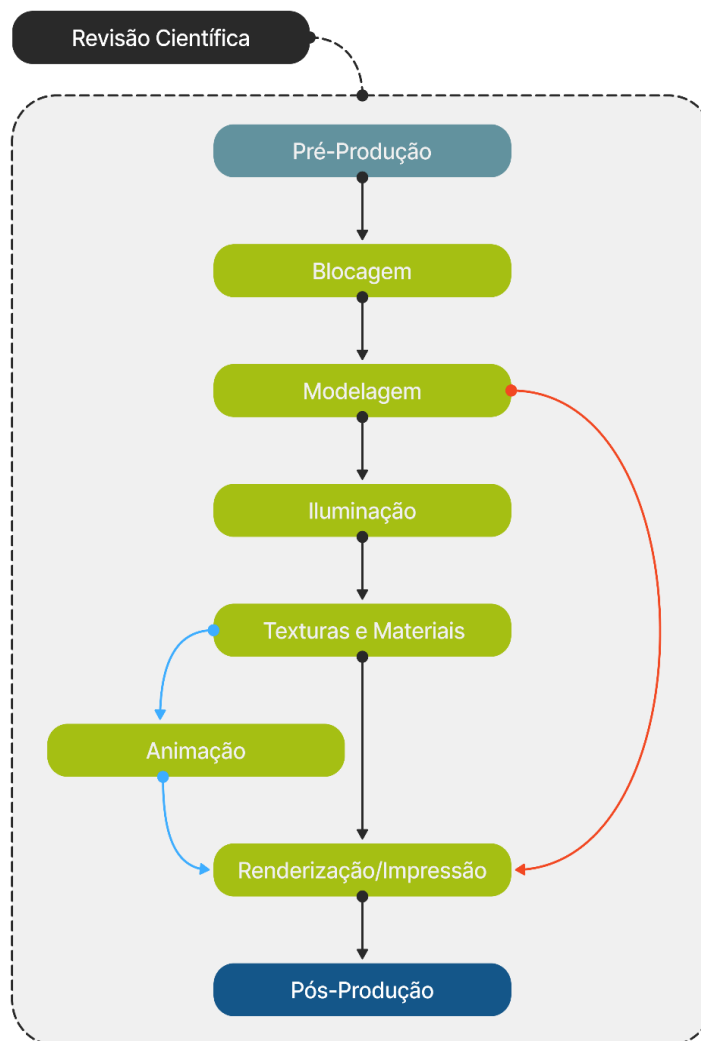 Revisão Científica
Pré-Produção
Blocagem
Modelagem
Iluminação
Texturas e Materiais
Animação
Renderização/Impressão
Pós-Produção